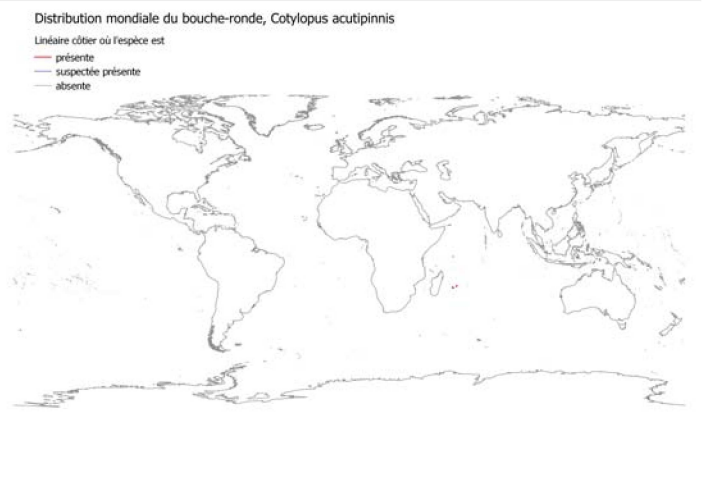 Distribution mondiale du bouche-ronde, Cotylopus acutipinnis
Linéaire côtier où l'espèce est
présente
suspectée présente
absente